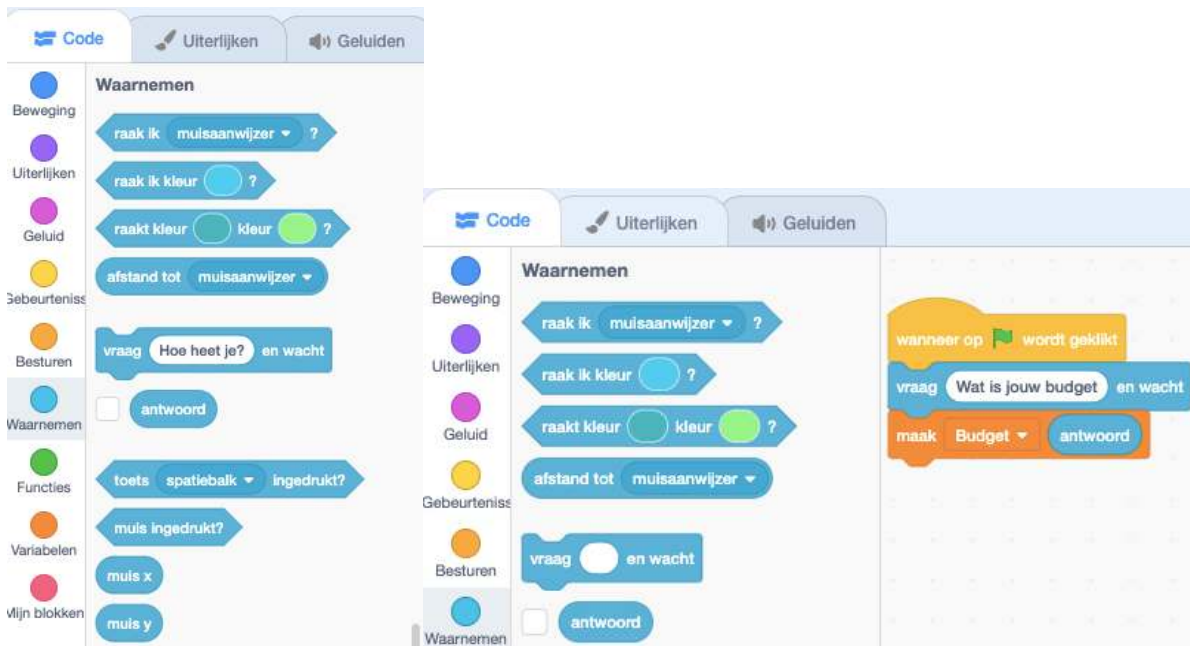 Code Uiterlijken Geluiden
Waarnemen
Beweging
Uiterlijken
Geluid
Gebeurteniss
Besturen
Waarnemen
Functies
Variabelen
Mijn blokken
raak ik muisaanwijzer ?
raak ik kleur ?
raakt kleur kleur ?
afstand tot muisaanwijzer
vraag Hoe heet je? en wacht
antwoord
toets spatiebalk ingedrukt?
muis ingedrukt?
muis x
muis y
Code Uiterlijken Geluiden
Waarnemen
Beweging
Uiterlijken
Geluid
Gebeurteniss
Besturen
Waarnemen
raak ik muisaanwijzer ?
raak ik kleur ?
raakt kleur kleur ?
afstand tot muisaanwijzer
vraag en wacht
antwoord
wanneer op wordt geklikt
vraag Wat is jouw budget en wacht
maak Budget antwoord